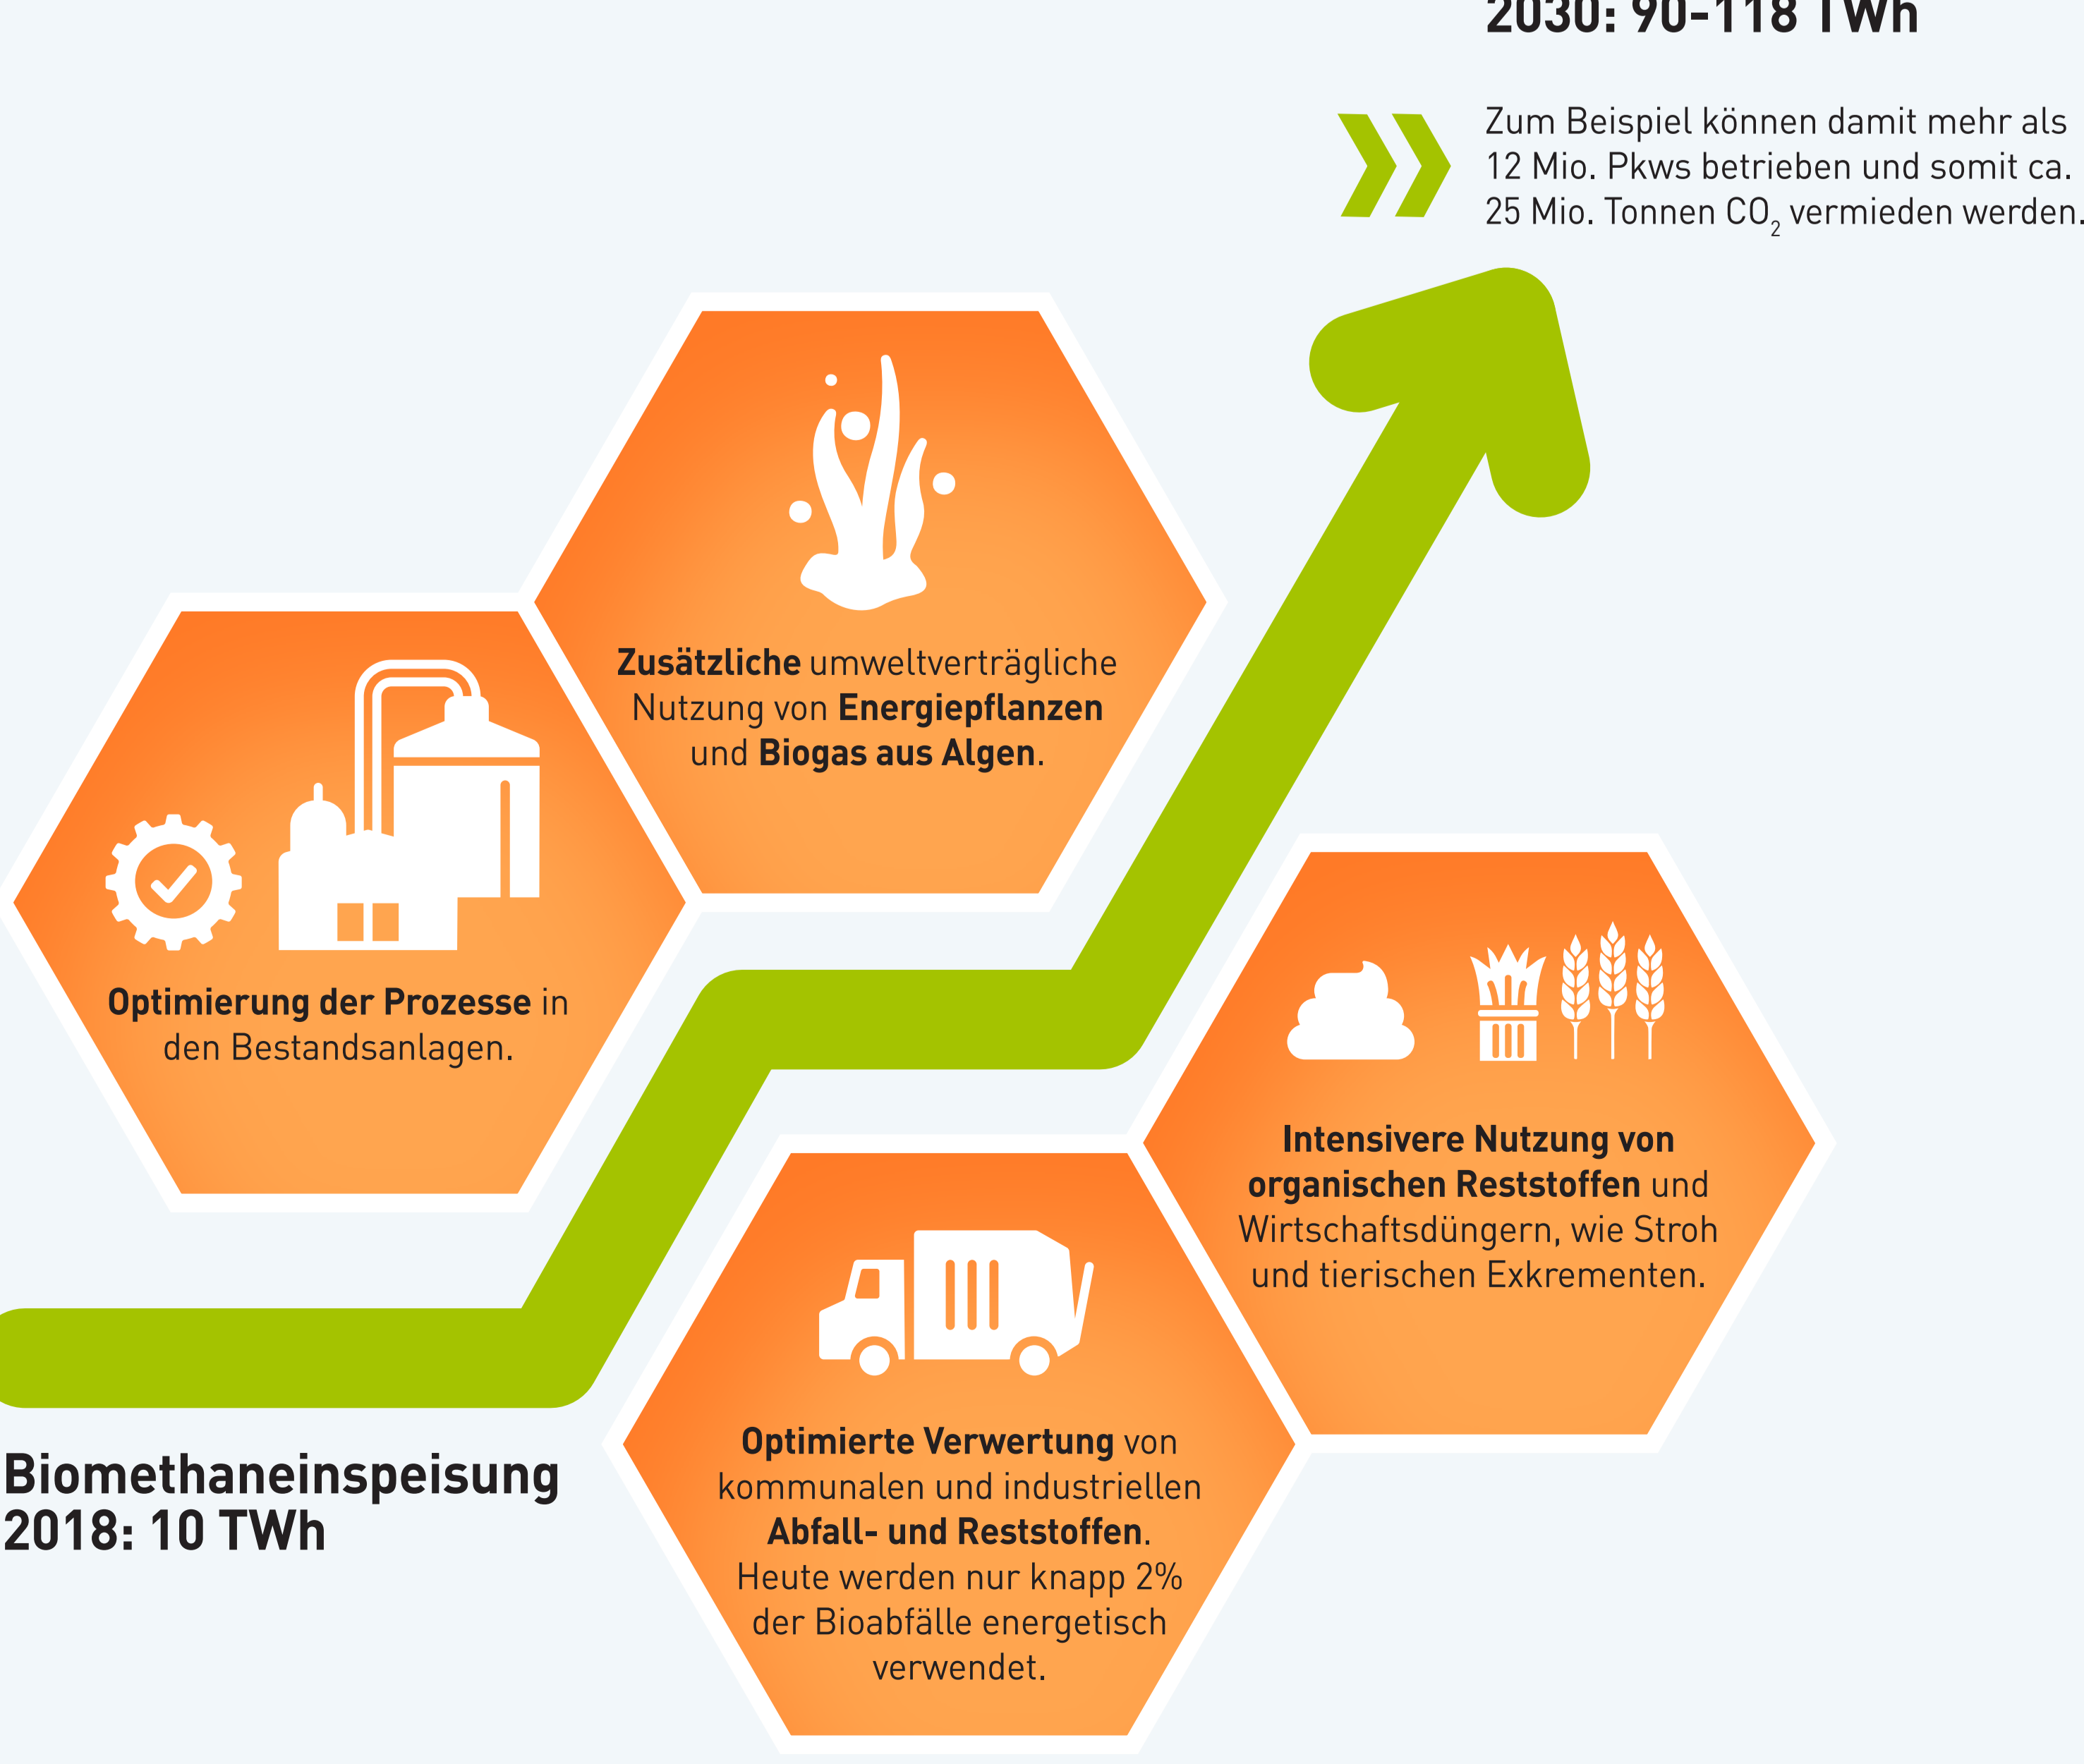 2030: 90-118 TWh
Zum Beispiel können damit mehr als
12 Mio. Pkws betrieben und somit ca.
25 Mio. Tonnen CO₂ vermieden werden.
Zusätzliche umweltverträgliche
Nutzung von Energiepflanzen
und Biogas aus Algen.
Optimierung der Prozesse in
den Bestandsanlagen.
Intensivere Nutzung von
organischen Reststoffen und
Wirtschaftsdüngern, wie Stroh
und tierischen Exkrementen.
Optimierte Verwertung von
kommunalen und industriellen
Abfall- und Reststoffen.
Heute werden nur knapp 2%
der Bioabfälle energetisch
verwendet.
Biomethaneinspeisung
2018: 10 TWh